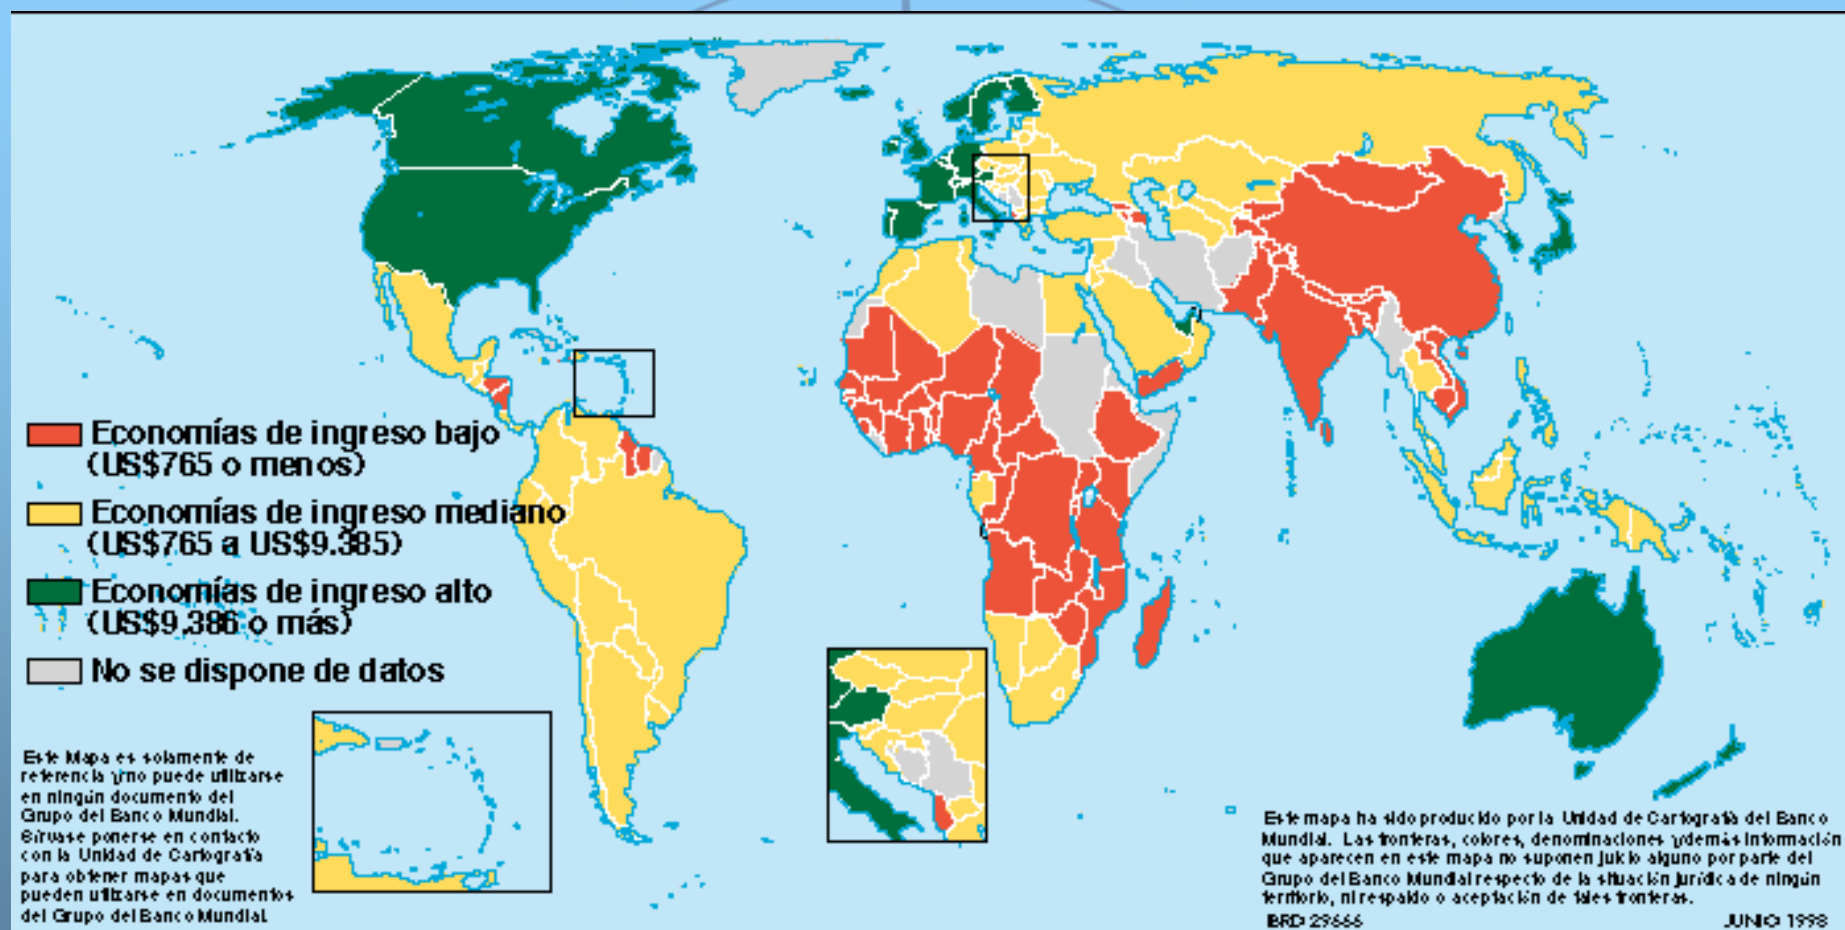 Economías de ingreso bajo
(US$765 o menos)
Economías de ingreso mediano
(US$765 a US$9.385)
Economías de ingreso alto
(US$9.386 o más)
No se dispone de datos
Este Mapa es solamente de
referencia y no puede utilizarse
en ningún documento del
Grupo del Banco Mundial.
Sírvase ponerse en contacto
con la Unidad de Cartografía
para obtener mapas que
pueden utilizarse en documentos
del Grupo del Banco Mundial.
Este mapa ha sido producido por la Unidad de Cartografía del Banco
Mundial. Las fronteras, colores, denominaciones y demás información
que aparecen en este mapa no suponen juicio alguno por parte del
Grupo del Banco Mundial respecto de la situación jurídica de ningún
territorio, ni respaldo o aceptación de tales fronteras.
IBRD 29666
JUNIO 1998